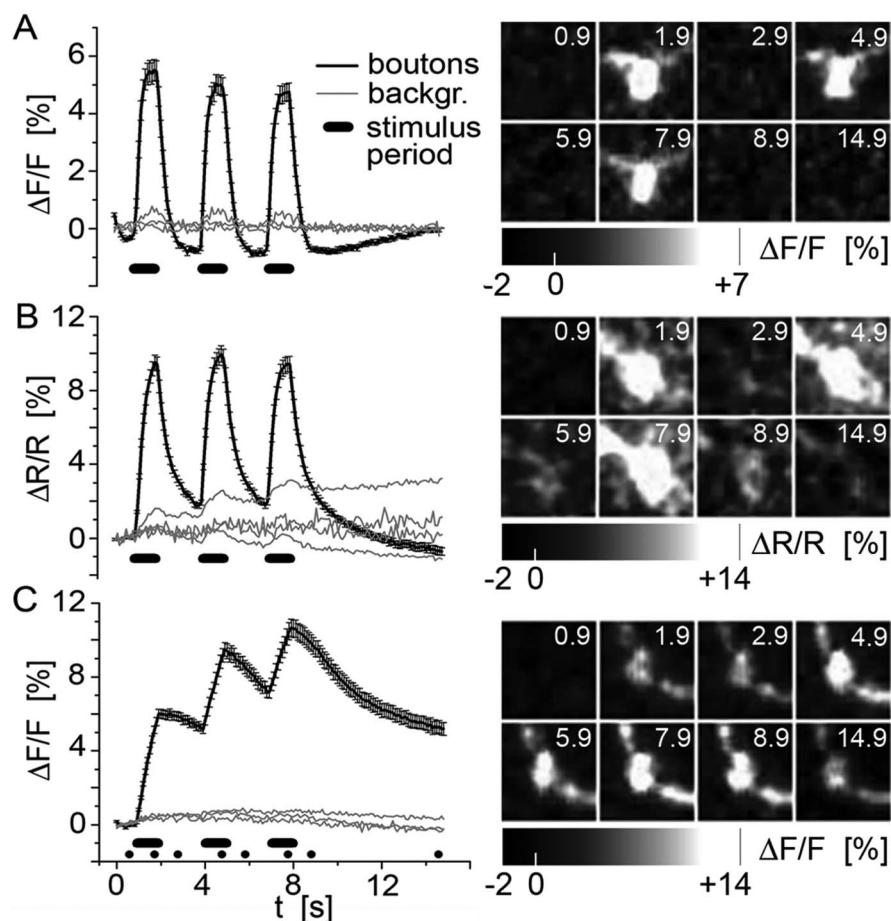 A
ΔF/F [%]
6
4
2
0
boutons
backgr.
stimulus
period
0.9 1.9 2.9 4.9
5.9 7.9 8.9 14.9
-2 0 +7 ΔF/F [%]
B
ΔR/R [%]
12
8
4
0
0.9 1.9 2.9 4.9
5.9 7.9 8.9 14.9
-2 0 +14 ΔR/R [%]
C
ΔF/F [%]
12
8
4
0
0 4 8 12
t [s]
0.9 1.9 2.9 4.9
5.9 7.9 8.9 14.9
-2 0 +14 ΔF/F [%]